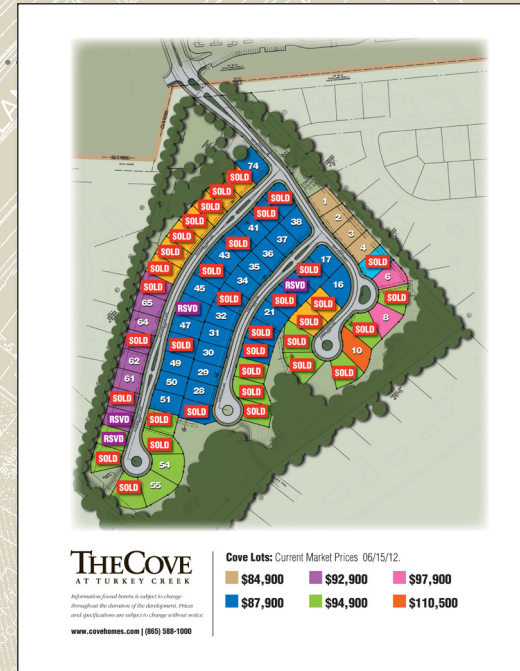 74
SOLD
SOLD
SOLD
SOLD
SOLD
SOLD
SOLD
SOLD
65
64
SOLD
62
61
SOLD
RSVD
RSVD
SOLD
SOLD
55
54
SOLD
SOLD
SOLD
41
SOLD
43
SOLD
45
RSVD
47
SOLD
49
50
51
SOLD
38
37
36
35
34
SOLD
32
31
30
29
28
SOLD
17
SOLD
16
RSVD
SOLD
SOLD
21
SOLD
SOLD
SOLD
SOLD
SOLD
SOLD
SOLD
SOLD
SOLD
10
1
2
3
4
SOLD
6
SOLD
8
THE COVE
AT TURKEY CREEK
Information found herein is subject to change
throughout the duration of the development. Prices
and specifications are subject to change without notice.
www.covehomes.com | (865) 588-1000
Cove Lots: Current Market Prices 06/15/12.
$84,900
$92,900
$97,900
$87,900
$94,900
$110,500